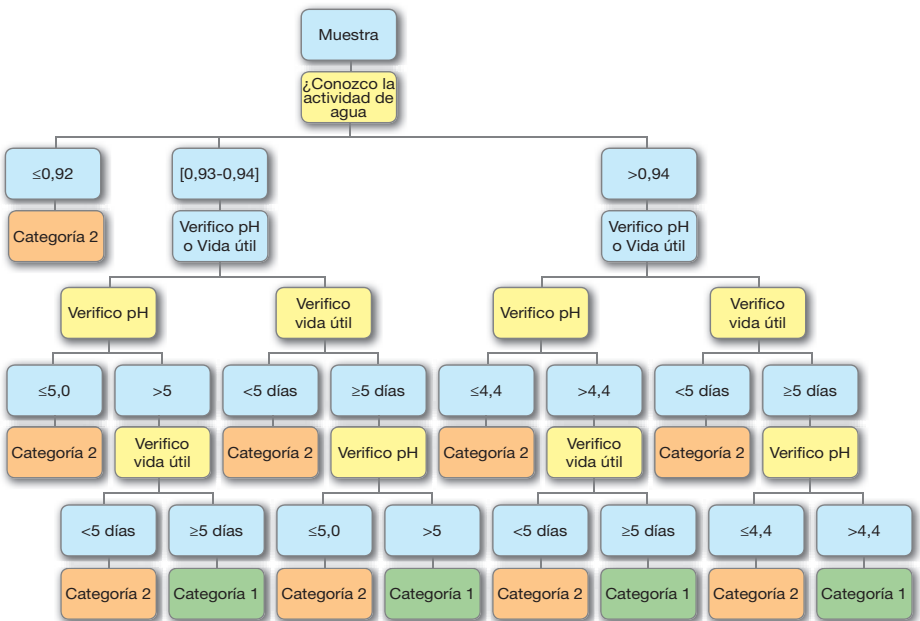 Muestra
¿Conozco la
actividad de
agua
≤0,92
[0,93-0,94]
>0,94
Categoría 2
Verifico pH
o Vida útil
Verifico pH
o Vida útil
Verifico pH
Verifico
vida útil
Verifico pH
Verifico
vida útil
≤5,0
>5
<5 días
≥5 días
≤4,4
>4,4
<5 días
≥5 días
Categoría 2
Verifico
vida útil
Categoría 2
Verifico pH
Categoría 2
Verifico
vida útil
Categoría 2
Verifico pH
<5 días
≥5 días
≤5,0
>5
<5 días
≥5 días
≤4,4
>4,4
Categoría 2
Categoría 1
Categoría 2
Categoría 1
Categoría 2
Categoría 1
Categoría 2
Categoría 1